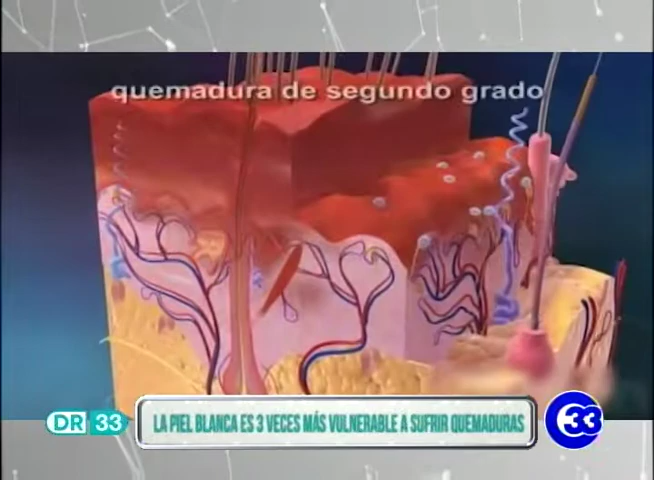 quemadura de segundo grado
LA PIEL BLANCA ES 3 VECES MÁS VULNERABLE A SUFRIR QUEMADURAS
DR 33
33